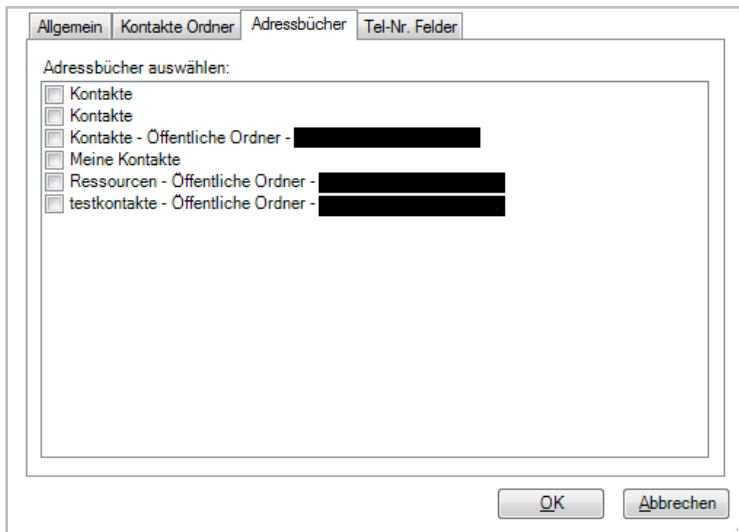 Allgemein Kontakte Ordner Adressbücher Tel-Nr. Felder
Adressbücher auswählen:
Kontakte
Kontakte
Kontakte - Öffentliche Ordner -
Meine Kontakte
Ressourcen - Öffentliche Ordner -
testkontakte - Öffentliche Ordner -
OK Abbrechen